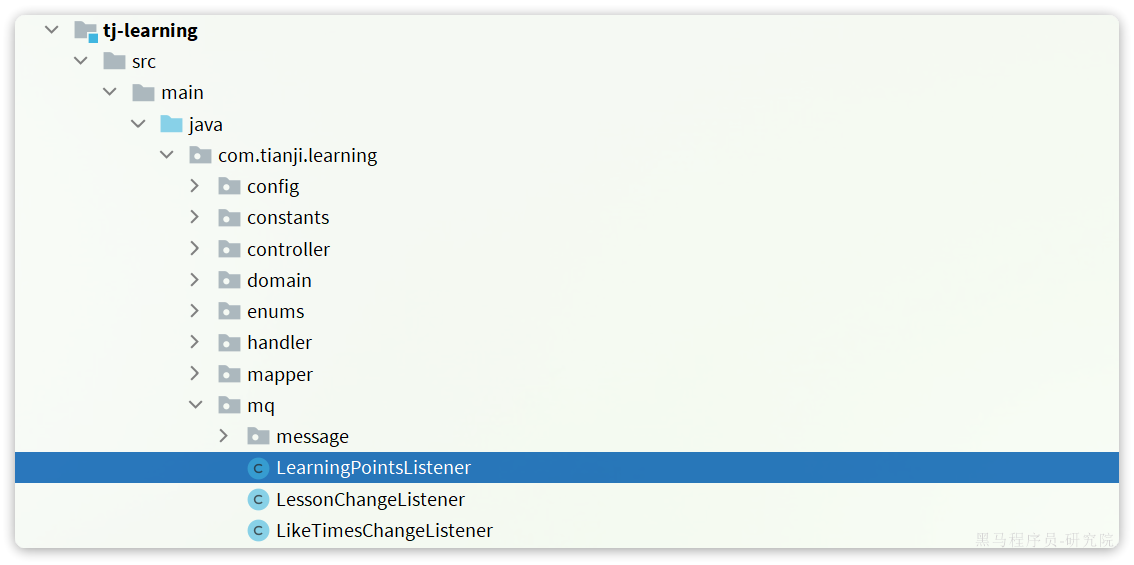 tj-learning
src
main
java
com.tianji.learning
config
constants
controller
domain
enums
handler
mapper
mq
message
C LearningPointsListener
C LessonChangeListener
C LikeTimesChangeListener
黑马程序员-研究院